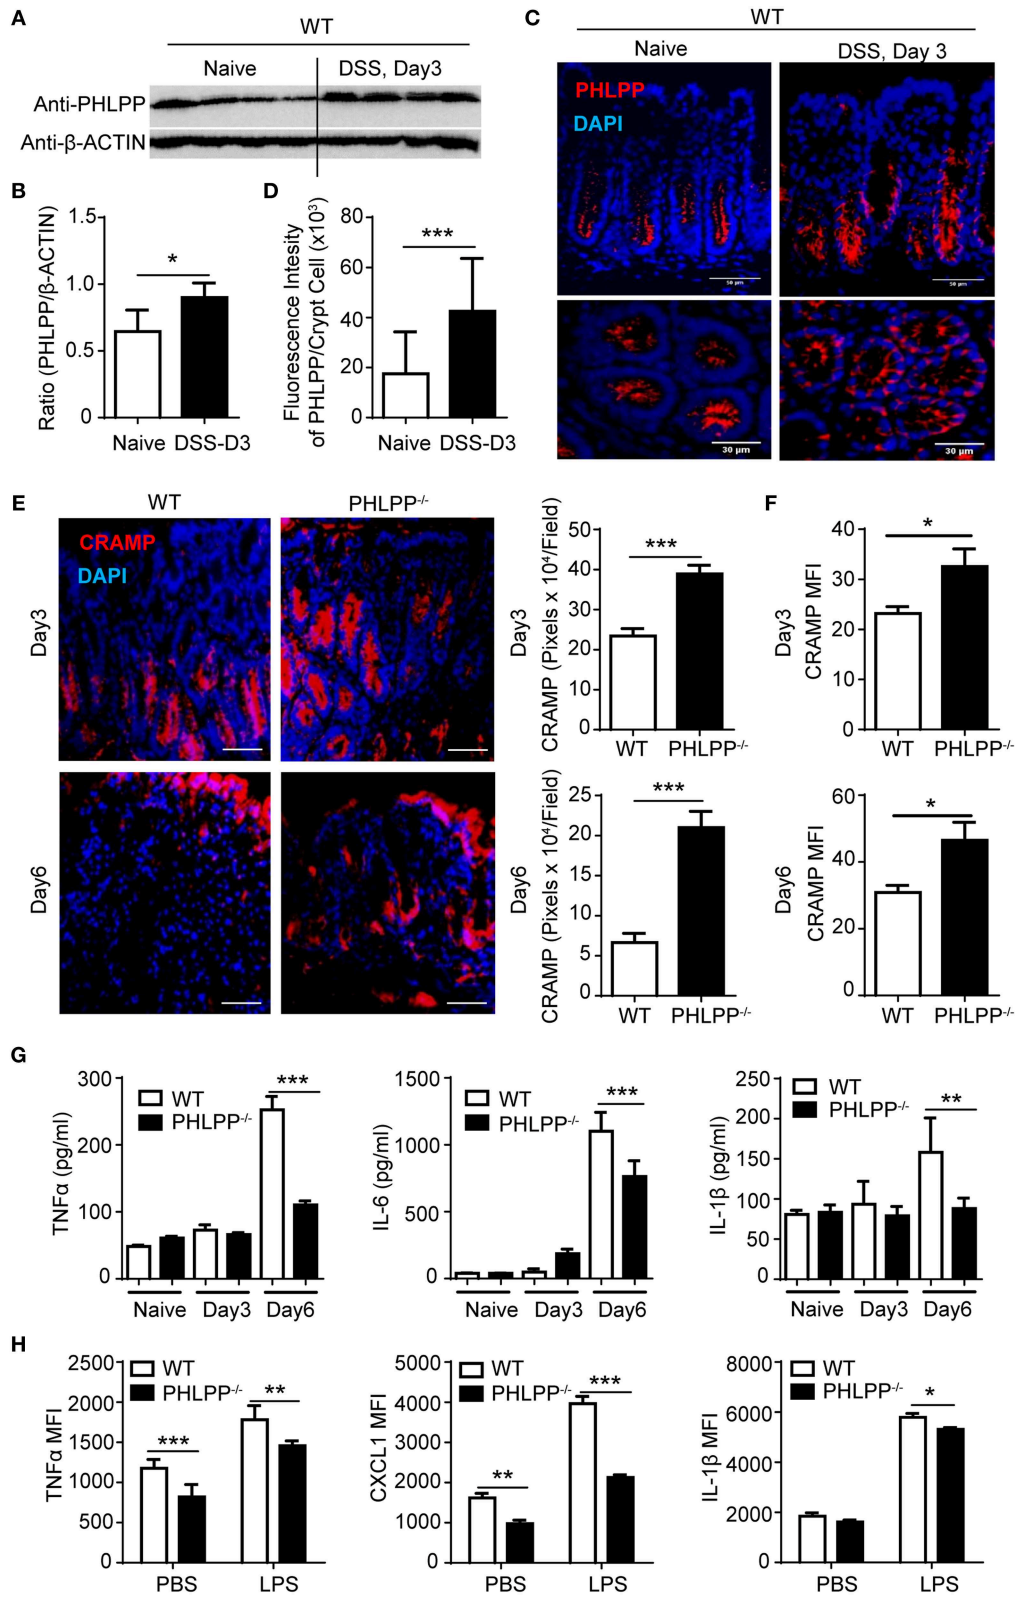 A
WT
Naive
DSS, Day3
Anti-PHLPP
Anti-β-ACTIN
B
Ratio (PHLPP/β-ACTIN)
1.5
1.0
0.5
0
*
Naive DSS-D3
D
Fluorescence Intesity
of PHLPP/Crypt Cell (x10³)
80
60
40
20
0
***
Naive DSS-D3
C
WT
Naive
DSS, Day 3
PHLPP
DAPI
50 µm
50 µm
30 µm
30 µm
E
WT
PHLPP-/-
CRAMP
DAPI
Day3
Day6
Day3
CRAMP (Pixels x 10⁴/Field)
50
40
30
20
10
0
***
WT PHLPP-/-
Day6
CRAMP (Pixels x 10⁴/Field)
25
20
15
10
5
0
***
WT PHLPP-/-
F
Day3
CRAMP MFI
40
30
20
10
0
*
WT PHLPP-/-
Day6
CRAMP MFI
60
40
20
0
*
WT PHLPP-/-
G
TNFα (pg/ml)
300
200
100
0
WT
PHLPP-/-
***
Naive Day3 Day6
IL-6 (pg/ml)
1500
1000
500
0
WT
PHLPP-/-
***
Naive Day3 Day6
IL-1β (pg/ml)
250
200
150
100
50
0
WT
PHLPP-/-
**
Naive Day3 Day6
H
TNFα MFI
2500
2000
1500
1000
500
0
WT
PHLPP-/-
***
**
PBS LPS
CXCL1 MFI
5000
4000
3000
2000
1000
0
WT
PHLPP-/-
**
***
PBS LPS
IL-1β MFI
8000
6000
4000
2000
0
WT
PHLPP-/-
*
PBS LPS